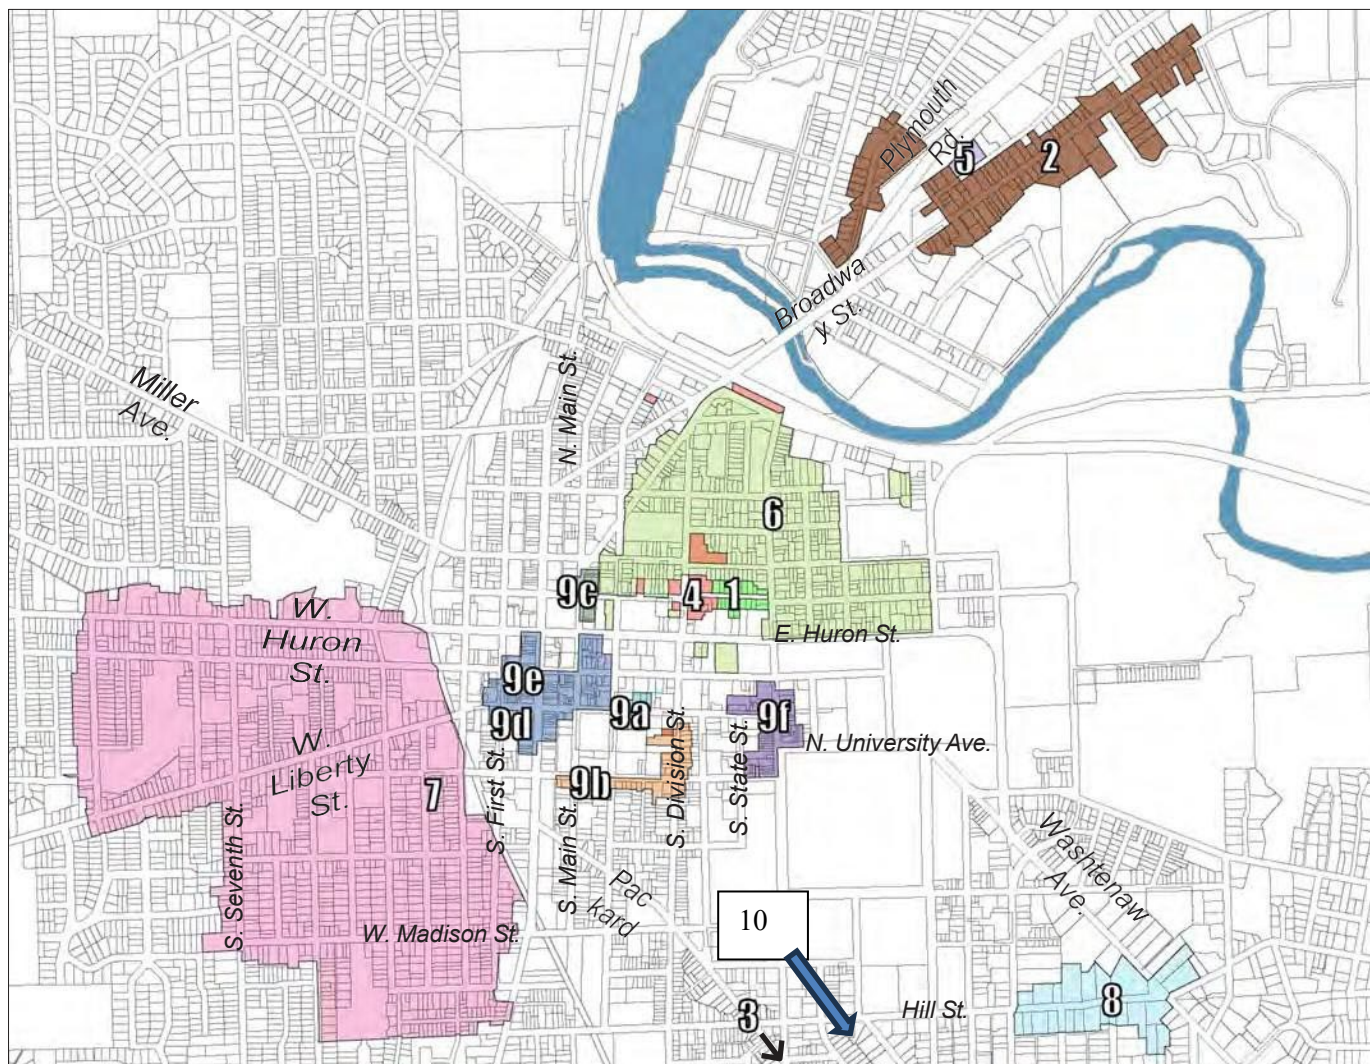 Plymouth
Rd.
5
2
Broadwa
y St.
Miller
Ave.
N. Main St.
6
9c
4
1
W.
Huron
St.
E. Huron St.
9e
9a
9d
9f
N. University Ave.
W.
Liberty
St.
7
9b
S. First St.
S. Main St.
S. Division St.
S. State St.
S. Seventh St.
Washtenaw
Ave.
Pac
kard
W. Madison St.
10
3
Hill St.
8